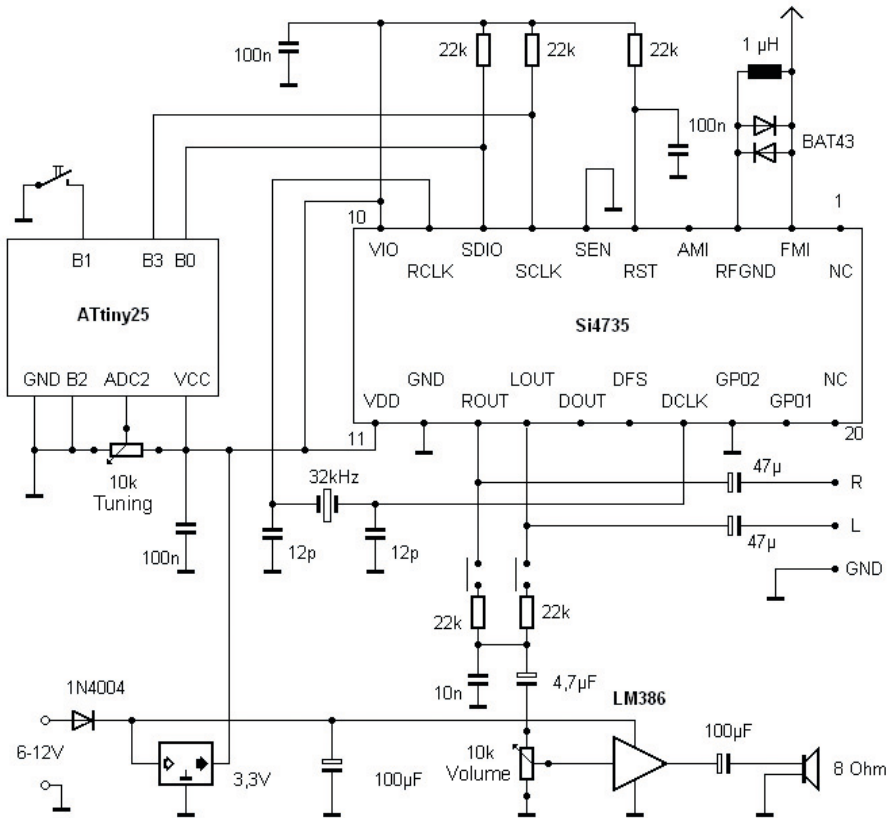 100n
22k
22k
22k
1 µH
100n
BAT43
10
1
B1
B3
B0
VIO
SDIO
SEN
AMI
FMI
RCLK
SCLK
RST
RFGND
NC
ATtiny25
Si4735
GND
B2
ADC2
VCC
GND
LOUT
DFS
GP02
NC
VDD
ROUT
DOUT
DCLK
GP01
11
20
10k
Tuning
32kHz
47µ
R
100n
12p
12p
47µ
L
GND
22k
22k
1N4004
10n
4,7µF
LM386
6-12V
3,3V
100µF
10k
Volume
100µF
8 Ohm